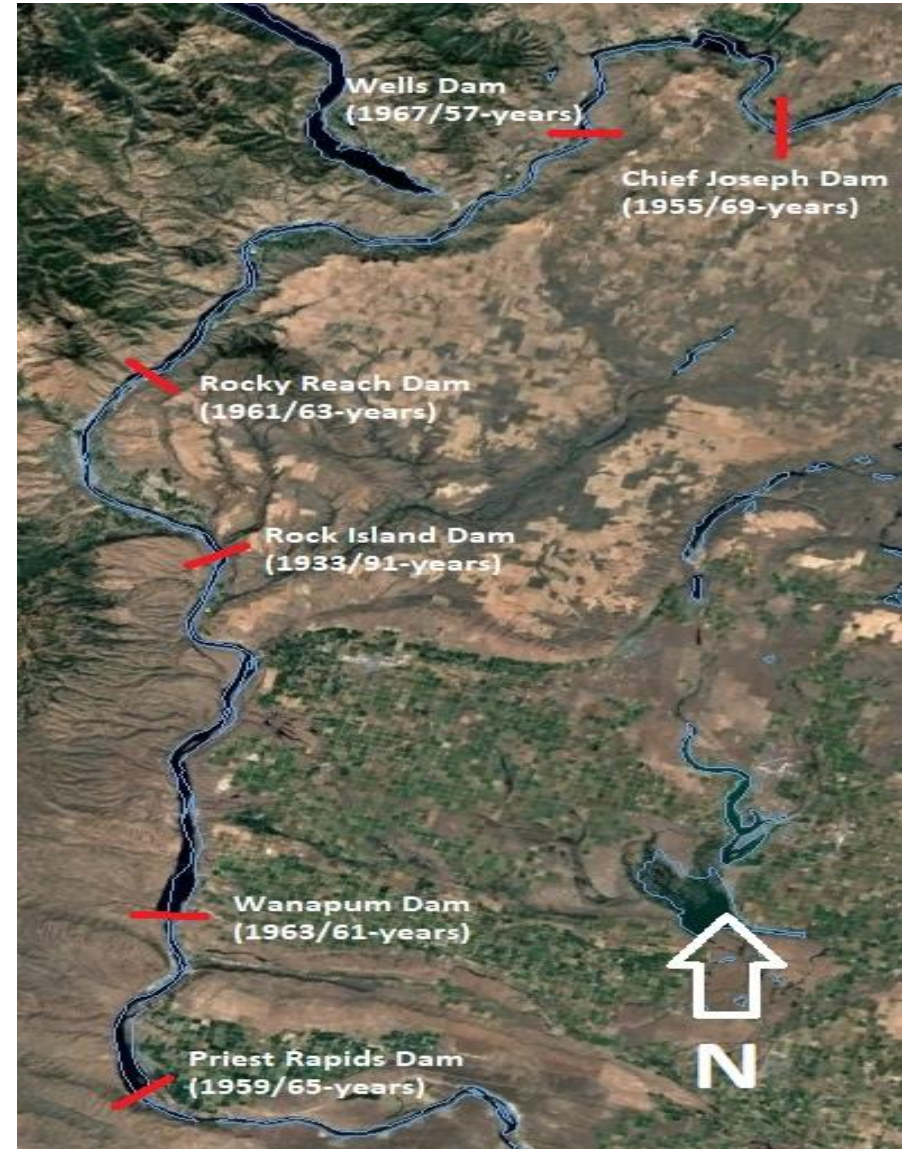 Wells Dam
(1967/57-years)
Chief Joseph Dam
(1955/69-years)
Rocky Reach Dam
(1961/63-years)
Rock Island Dam
(1933/91-years)
Wanapum Dam
(1963/61-years)
Priest Rapids Dam
(1959/65-years)
N